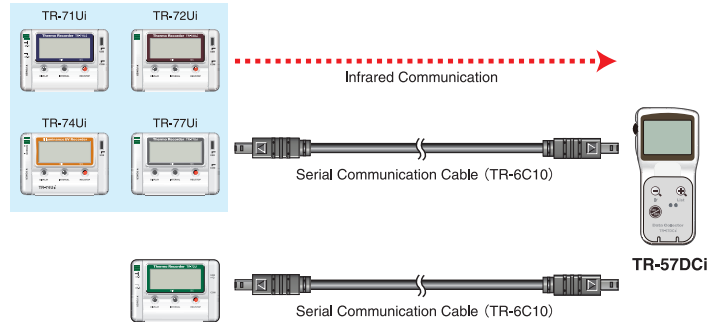 TR-71Ui TR-72Ui
Infrared Communication
TR-74Ui TR-77Ui
Serial Communication Cable (TR-6C10)
TR-57DCi
Serial Communication Cable (TR-6C10)